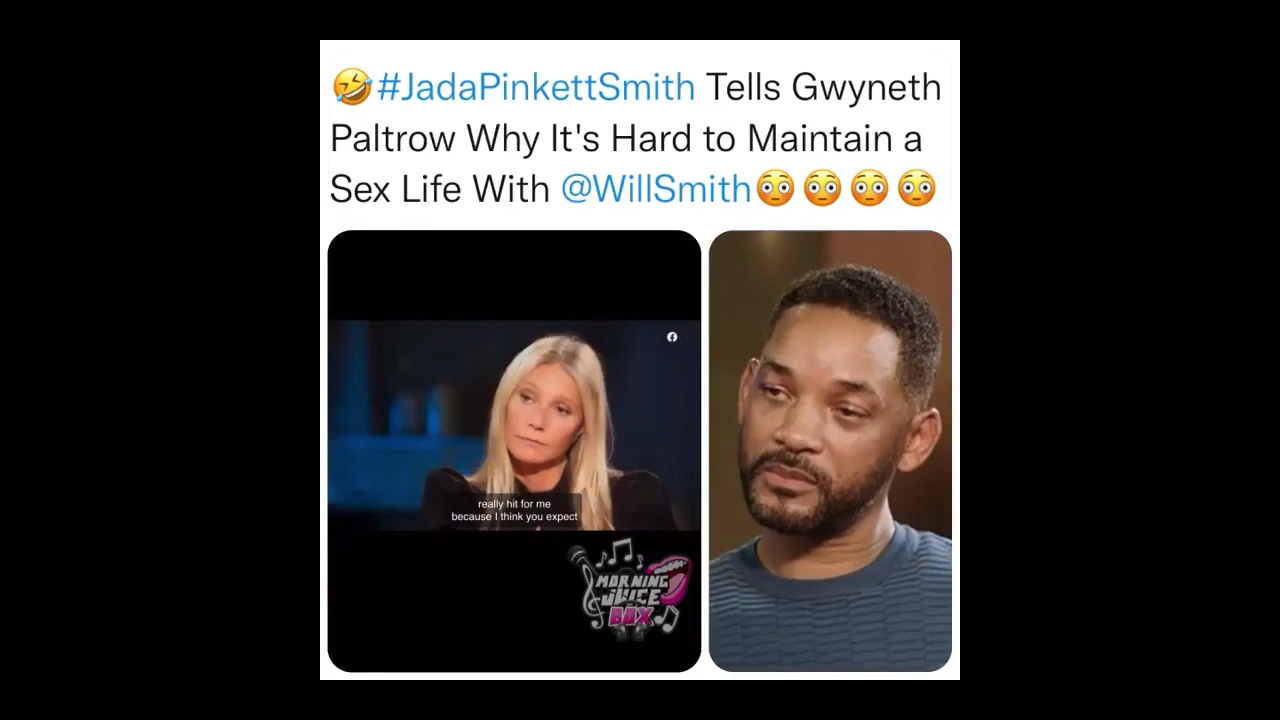 🤣#JadaPinkettSmith Tells Gwyneth
Paltrow Why It's Hard to Maintain a
Sex Life With @WillSmith😳😳😳😳
really hit for me
because I think you expect
MORNING
JUICE
BOX